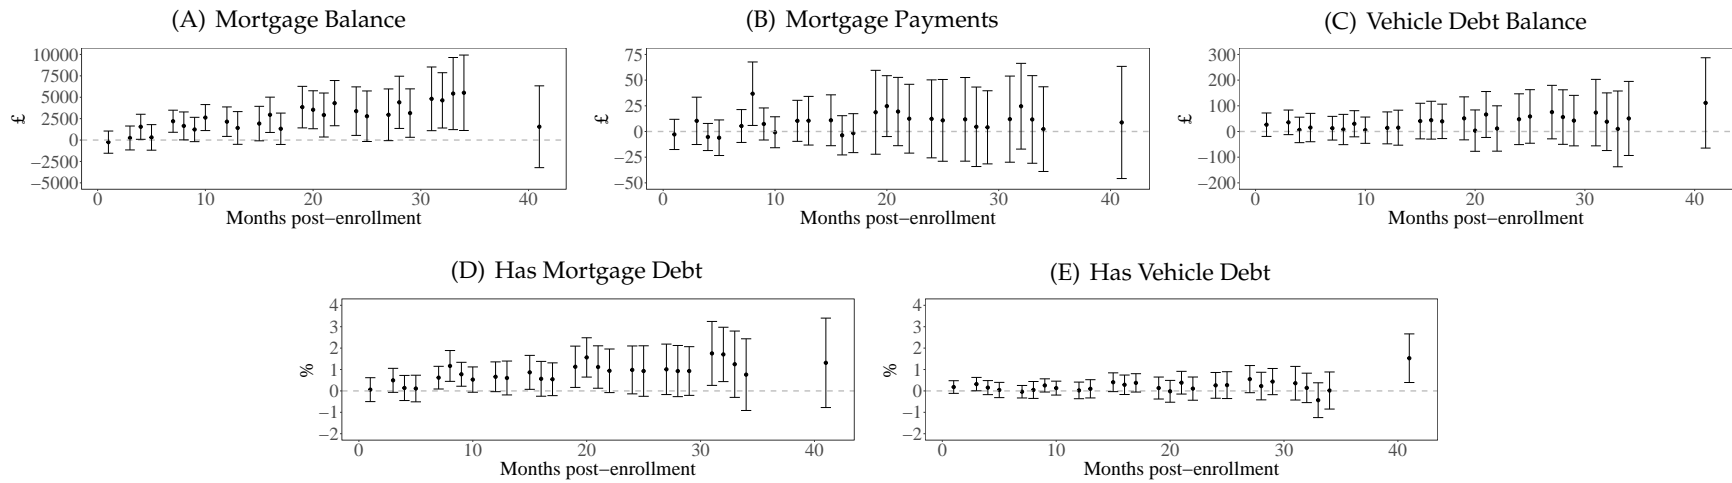 (A) Mortgage Balance
(B) Mortgage Payments
(C) Vehicle Debt Balance
10000
7500
5000
2500
0
−2500
−5000
£
0 10 20 30 40
Months post−enrollment
75
50
25
0
−25
−50
£
0 10 20 30 40
Months post−enrollment
300
200
100
0
−100
−200
£
0 10 20 30 40
Months post−enrollment
(D) Has Mortgage Debt
(E) Has Vehicle Debt
4
3
2
1
0
−1
−2
%
0 10 20 30 40
Months post−enrollment
4
3
2
1
0
−1
−2
%
0 10 20 30 40
Months post−enrollment